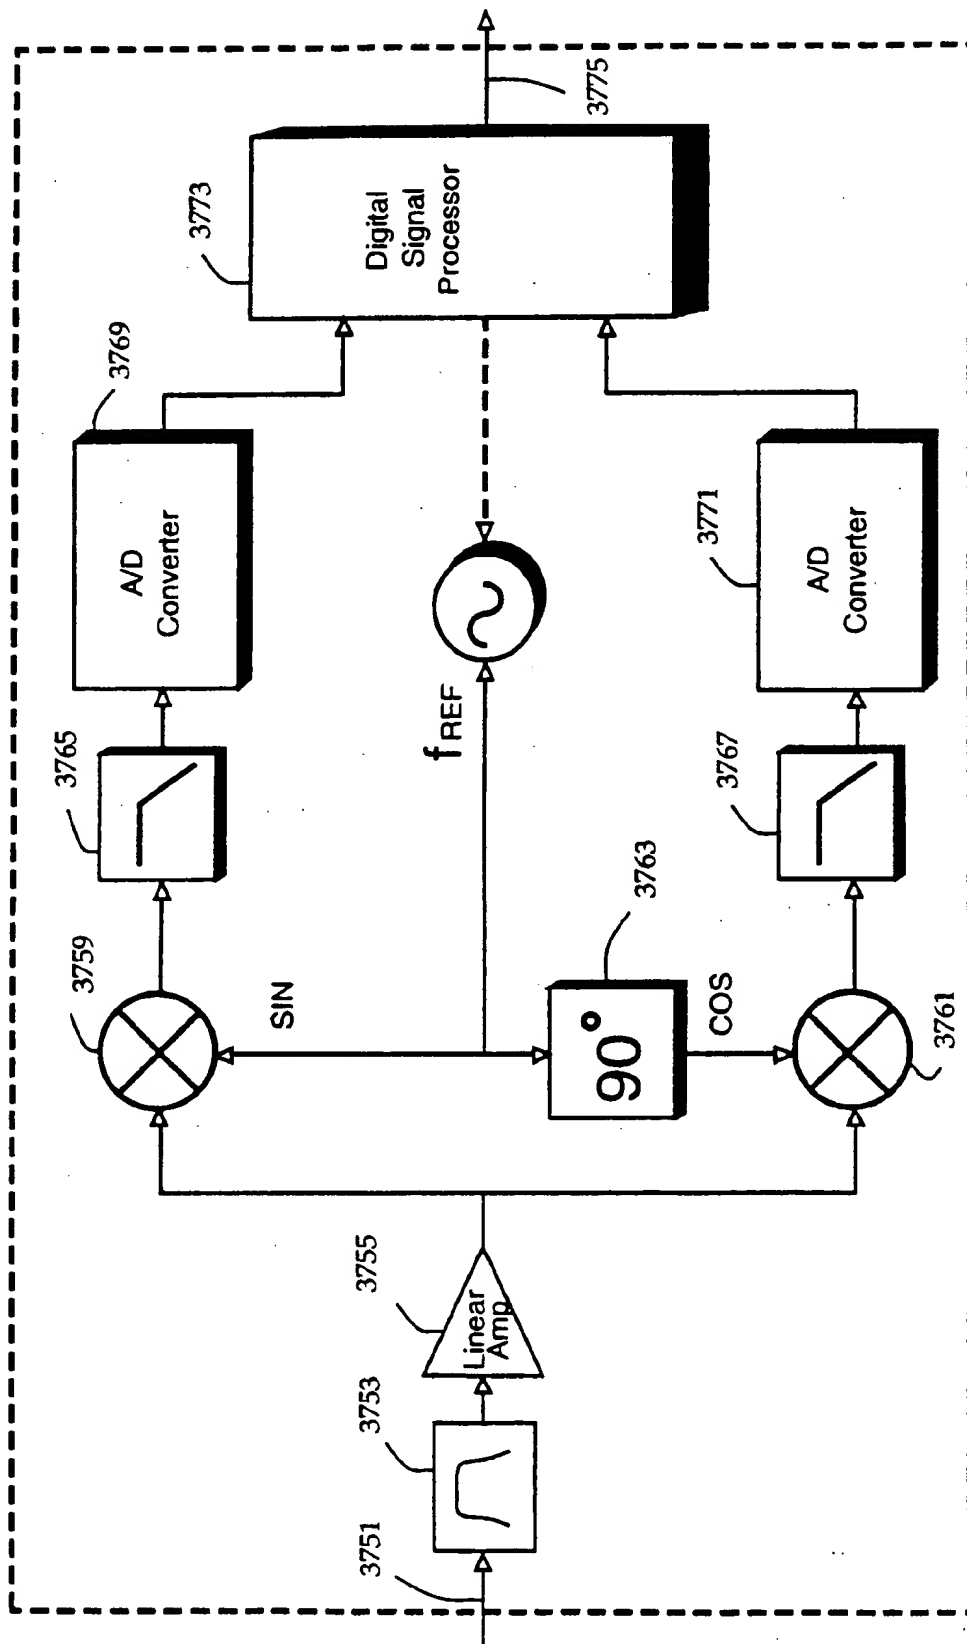 3751
3753
3755
Linear
Amp
3759
SIN
3763
90°
COS
3761
3765
3767
fREF
3769
A/D
Converter
3771
A/D
Converter
3773
Digital
Signal
Processor
3775